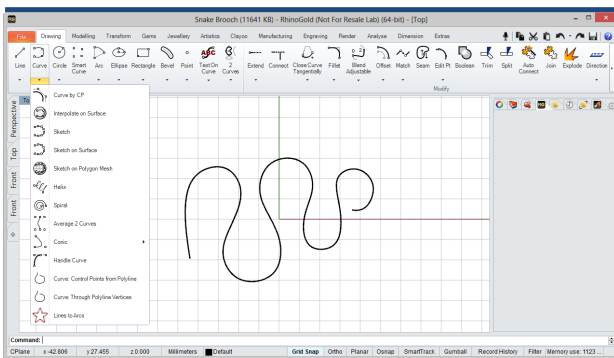 Snake Brooch (11641 KB) - RhinoGold (Not For Resale Lab) (64-bit) - [Top]
File Drawing Modelling Transform Gems Jewellery Artistics Clayoo Manufacturing Engraving Render Analyse Dimension Extras
Line Curve Circle Smart Curve Arc Ellipse Rectangle Bevel Point Text On Curve 2 Curves Extend Connect Close Curve Tangentially Fillet Blend Adjustable Offset Match Seam Edit Pt Boolean Trim Split Auto Connect Join Explode Direction
Modify
Curve by CP
Interpolate on Surface
Sketch
Sketch on Surface
Sketch on Polygon Mesh
Helix
Spiral
Average 2 Curves
Conic
Handle Curve
Curve: Control Points from Polyline
Curve: Through Polyline Vertices
Lines to Arcs
Perspective
Top
Front
Front
To
Command:
CPlane x -42.806 y 27.455 z 0.000 Millimeters Default Grid Snap Ortho Planar Osnap SmartTrack Gumball Record History Filter Memory use: 1123...